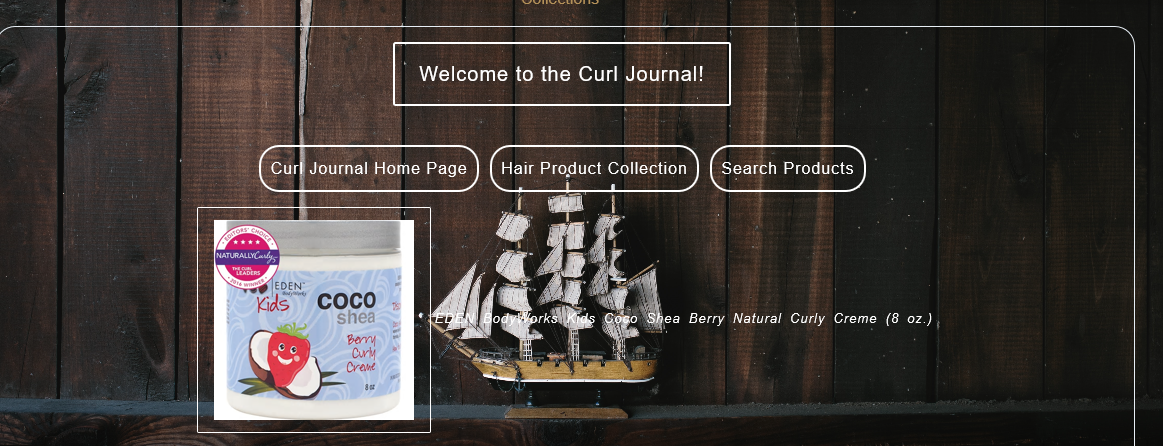 Collections
Welcome to the Curl Journal!
Curl Journal Home Page
Hair Product Collection
Search Products
EDITORS' CHOICE
NATURALLYCurly
THE CURL
LEADERS
2016 WINNER
EDEN
BodyWorks
Kids
coco
shea
Berry
Curly
Creme
8 oz
* EDEN BodyWorks Kids Coco Shea Berry Natural Curly Creme (8 oz.)